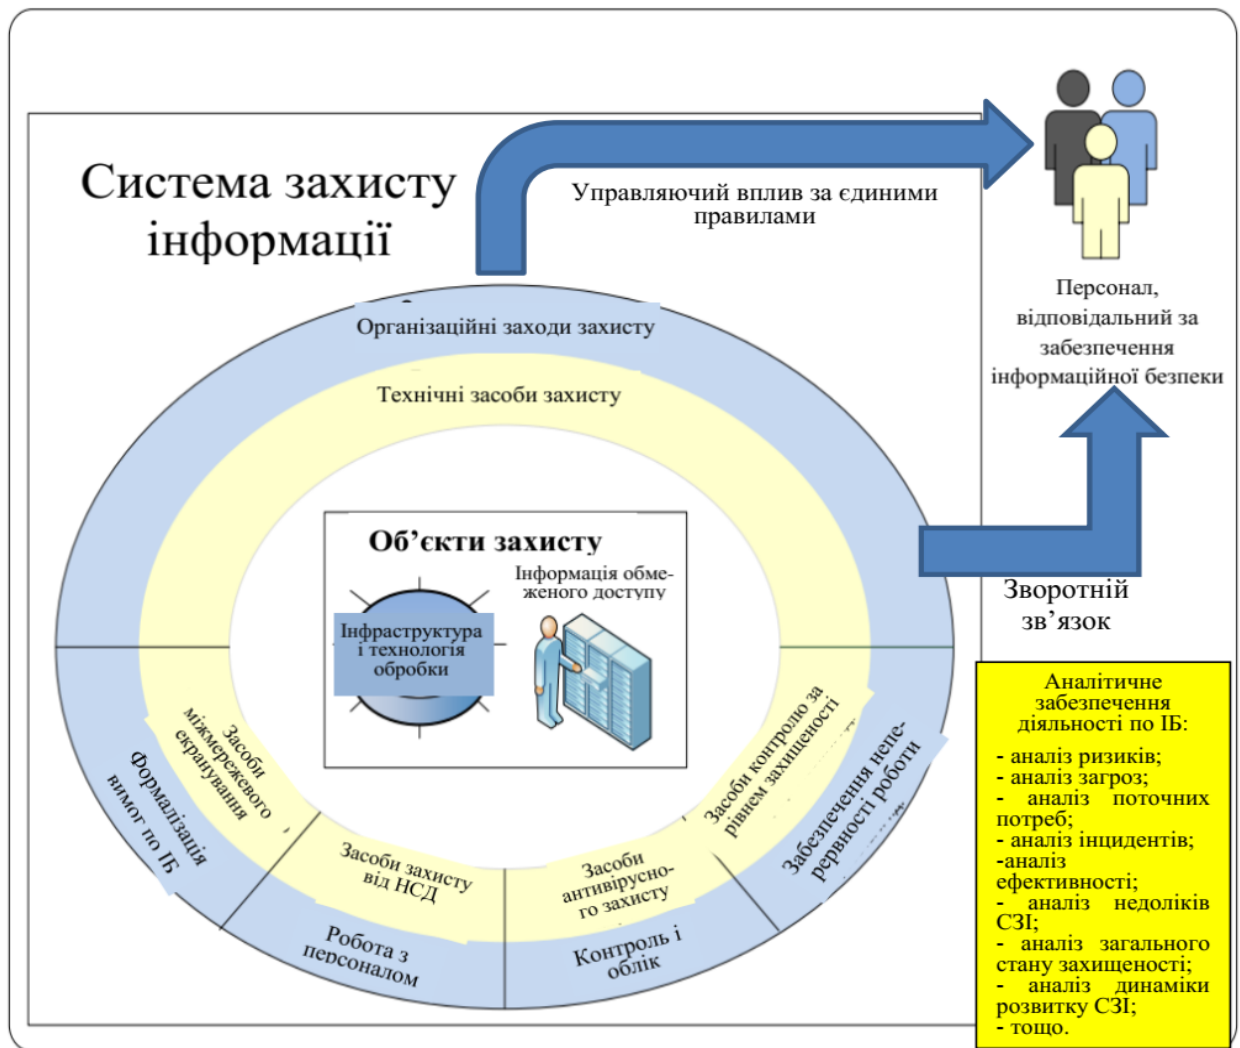 Система захисту
інформації
Управляючий вплив за єдиними
правилами
Персонал,
відповідальний за
забезпечення
інформаційної безпеки
Організаційні заходи захисту
Технічні засоби захисту
Об’єкти захисту
Інформація обме-
женого доступу
Інфраструктура
і технологія
обробки
Зворотній
зв’язок
Засоби
міжмережевого
екранування
Формалізація
вимог по ІБ
Засоби захисту
від НСД
Робота з
персоналом
Засоби
антивірусно-
го захисту
Контроль і
облік
Засоби контролю за
рівнем захищеності
Забезпечення непе-
рервності роботи
Аналітичне
забезпечення
діяльності по ІБ:
- аналіз ризиків;
- аналіз загроз;
- аналіз поточних
потреб;
- аналіз інцидентів;
-аналіз
ефективності;
- аналіз недоліків
СЗІ;
- аналіз загального
стану захищеності;
- аналіз динаміки
розвитку СЗІ;
- тощо.